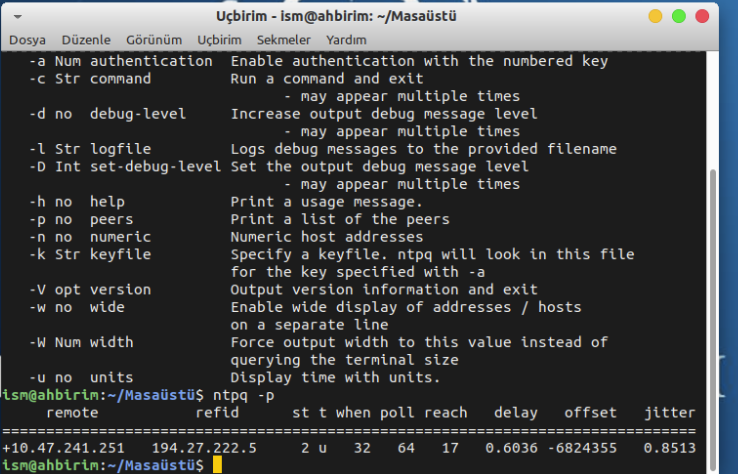 Uçbirim - ism@ahbirim: ~/Masaüstü
Dosya Düzenle Görünüm Uçbirim Sekmeler Yardım
-a Num authentication Enable authentication with the numbered key
-c Str command Run a command and exit
- may appear multiple times
-d no debug-level Increase output debug message level
- may appear multiple times
-l Str logfile Logs debug messages to the provided filename
-D Int set-debug-level Set the output debug message level
- may appear multiple times
-h no help Print a usage message.
-p no peers Print a list of the peers
-n no numeric Numeric host addresses
-k Str keyfile Specify a keyfile. ntpq will look in this file
for the key specified with -a
-V opt version Output version information and exit
-w no wide Enable wide display of addresses / hosts
on a separate line
-W Num width Force output width to this value instead of
querying the terminal size
-u no units Display time with units.
ism@ahbirim:~/Masaüstü$ ntpq -p
remote refid st t when poll reach delay offset jitter
===============================================================================
+10.47.241.251 194.27.222.5 2 u 32 64 17 0.6036 -6824355 0.8513
ism@ahbirim:~/Masaüstü$